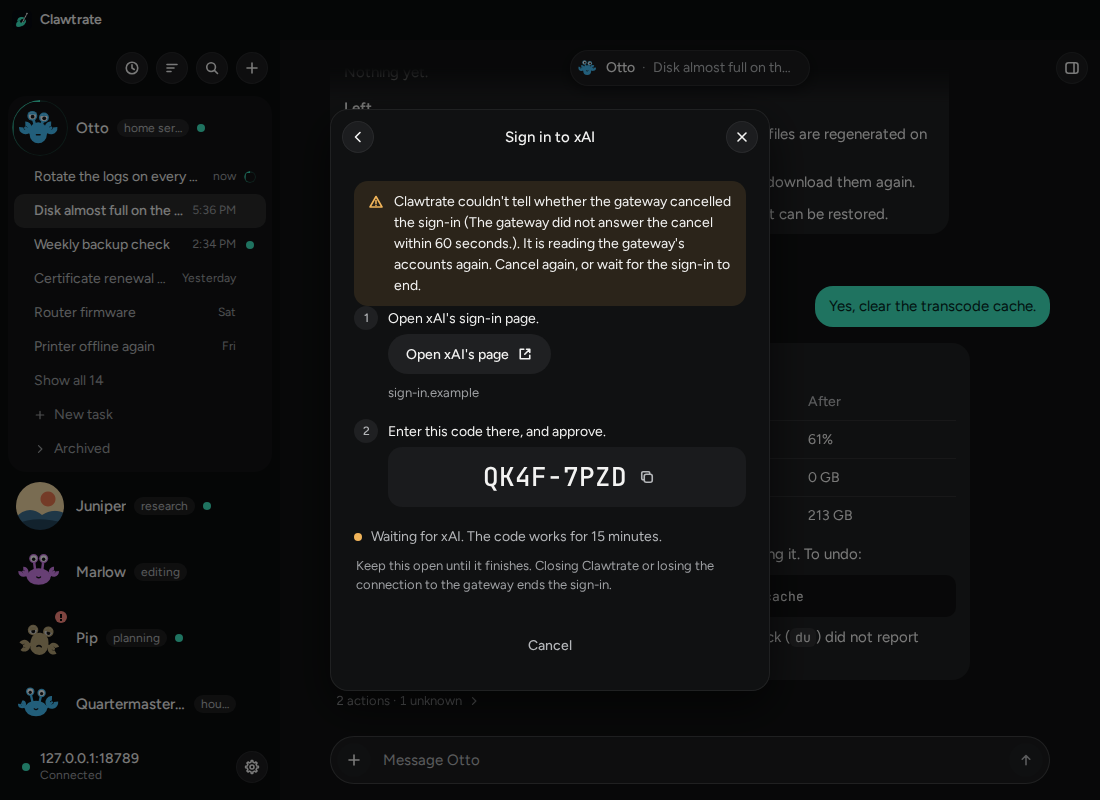 Clawtrate
Otto · Disk almost full on th...
Nothing yet.
Left
Otto home ser...
Rotate the logs on every ... now
Disk almost full on the ... 5:36 PM
Weekly backup check 2:34 PM
Certificate renewal ... Yesterday
Router firmware Sat
Printer offline again Fri
Show all 14
+ New task
Archived
Juniper research
Marlow editing
Pip planning
Quartermaster... hou...
127.0.0.1:18789
Connected
Sign in to xAI
Clawtrate couldn't tell whether the gateway cancelled
the sign-in (The gateway did not answer the cancel
within 60 seconds.). It is reading the gateway's
accounts again. Cancel again, or wait for the sign-in to
end.
1 Open xAI's sign-in page.
Open xAI's page
sign-in.example
2 Enter this code there, and approve.
QK4F-7PZD
Waiting for xAI. The code works for 15 minutes.
Keep this open until it finishes. Closing Clawtrate or losing the
connection to the gateway ends the sign-in.
Cancel
files are regenerated on
download them again.
t can be restored.
Yes, clear the transcode cache.
After
61%
0 GB
213 GB
ng it. To undo:
cache
ck (du) did not report
2 actions · 1 unknown
Message Otto